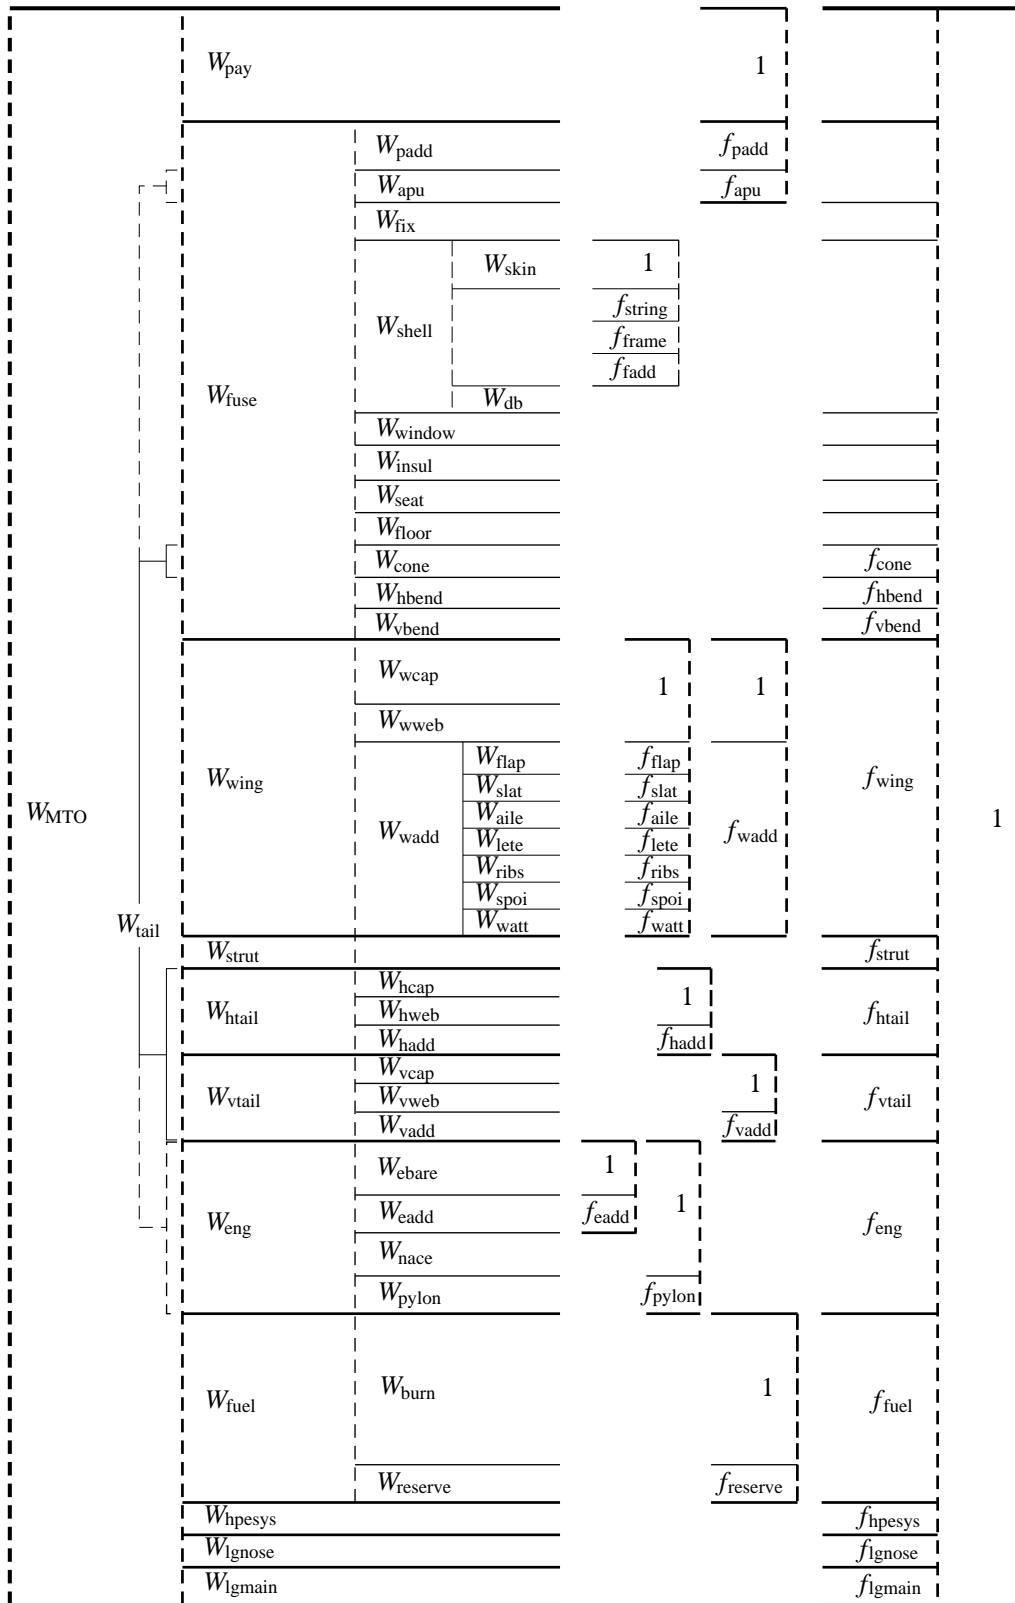 W_pay 1
W_padd f_padd
W_apu f_apu
W_fix
W_skin 1
f_string
W_shell f_frame
f_fadd
W_fuse W_db
W_window
W_insul
W_seat
W_floor
W_cone f_cone
W_hbend f_hbend
W_vbend f_vbend
W_wcap 1 1
W_wweb
W_flap f_flap
W_wing f_wing
W_slat f_slat
W_MTO W_aile f_aile 1
W_wadd f_wadd
W_lete f_lete
W_ribs f_ribs
W_spoi f_spoi
W_tail W_watt f_watt
W_strut f_strut
W_hcap 1
W_htail W_hweb f_htail
W_hadd f_hadd
W_vcap 1
W_vtail W_vweb f_vtail
W_vadd f_vadd
W_ebare 1 1
W_eadd f_eadd
W_eng f_eng
W_nace
W_pylon f_pylon
W_burn 1
W_fuel f_fuel
W_reserve f_reserve
W_hpesys f_hpesys
W_lgnose f_lgnose
W_lgmain f_lgmain